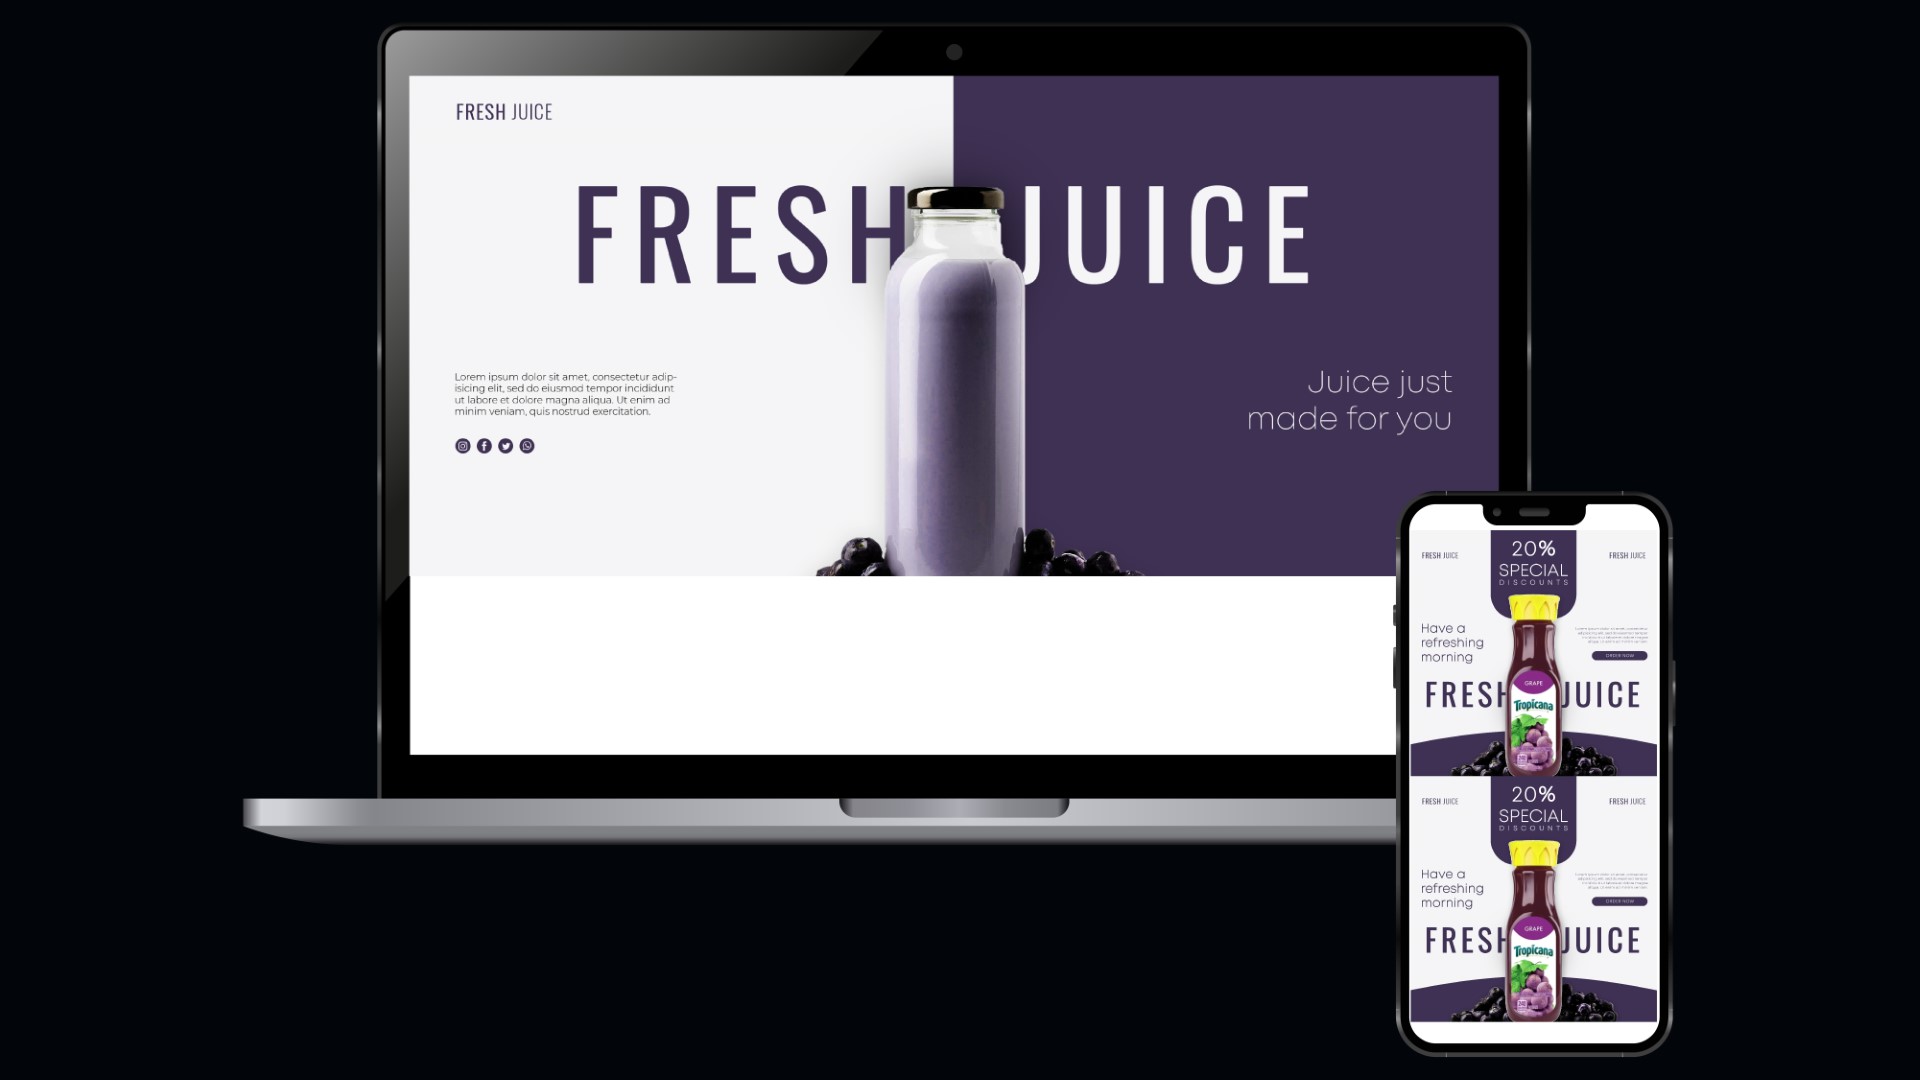 FRESH JUICE
FRESH JUICE
Lorem ipsum dolor sit amet, consectetur adip-
isicing elit, sed do eiusmod tempor incididunt
ut labore et dolore magna aliqua. Ut enim ad
minim veniam, quis nostrud exercitation.
Juice just
made for you
FRESH JUICE
20%
SPECIAL
DISCOUNTS
FRESH JUICE
Have a
refreshing
morning
ORDER NOW
GRAPE
FRESH JUICE
Tropicana
FRESH JUICE
20%
SPECIAL
DISCOUNTS
FRESH JUICE
Have a
refreshing
morning
ORDER NOW
GRAPE
FRESH JUICE
Tropicana